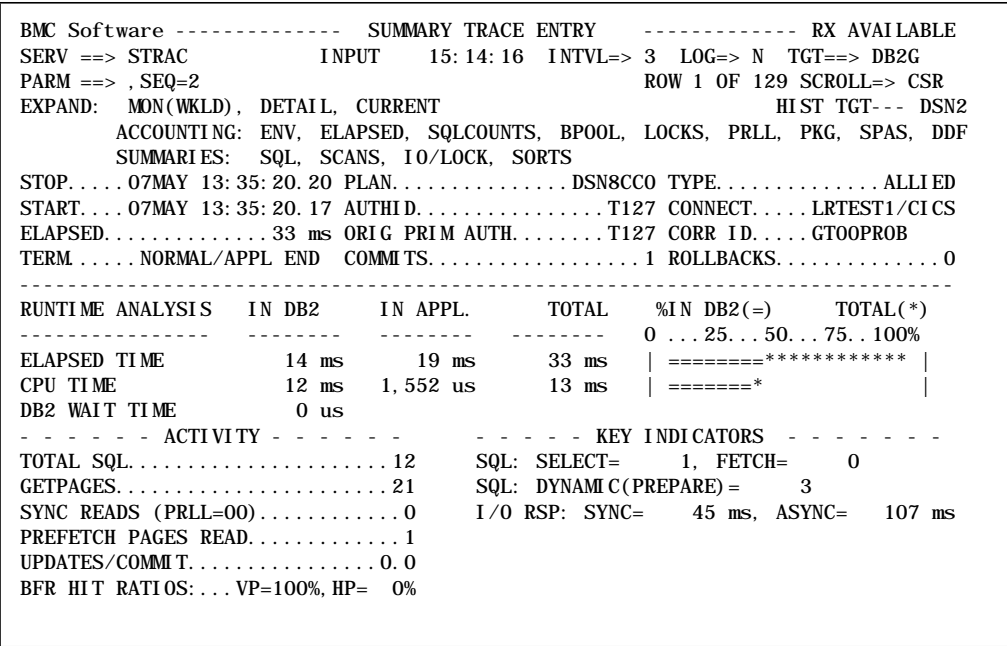 BMC Software -------------- SUMMARY TRACE ENTRY ------------- RX AVAILABLE
SERV ==> STRAC INPUT 15:14:16 INTVL=> 3 LOG=> N TGT==> DB2G
PARM ==> ,SEQ=2 ROW 1 OF 129 SCROLL=> CSR
EXPAND: MON(WKLD), DETAIL, CURRENT HIST TGT--- DSN2
ACCOUNTING: ENV, ELAPSED, SQLCOUNTS, BPOOL, LOCKS, PRLL, PKG, SPAS, DDF
SUMMARIES: SQL, SCANS, IO/LOCK, SORTS
STOP.....07MAY 13:35:20.20 PLAN...............DSN8CC0 TYPE..............ALLIED
START....07MAY 13:35:20.17 AUTHID................T127 CONNECT.....LRTEST1/CICS
ELAPSED..............33 ms ORIG PRIM AUTH........T127 CORR ID.....GT00PROB
TERM......NORMAL/APPL END COMMITS..................1 ROLLBACKS..............0
--------------------------------------------------------------------------------
RUNTIME ANALYSIS IN DB2 IN APPL. TOTAL %IN DB2(=) TOTAL(*)
---------------- -------- -------- -------- 0 ...25...50...75..100%
ELAPSED TIME 14 ms 19 ms 33 ms | ========************ |
CPU TIME 12 ms 1,552 us 13 ms | =======* |
DB2 WAIT TIME 0 us
- - - - - - ACTIVITY - - - - - - - - - - - KEY INDICATORS - - - - - - -
TOTAL SQL......................12 SQL: SELECT= 1, FETCH= 0
GETPAGES.......................21 SQL: DYNAMIC(PREPARE)= 3
SYNC READS (PRLL=00)............0 I/O RSP: SYNC= 45 ms, ASYNC= 107 ms
PREFETCH PAGES READ.............1
UPDATES/COMMIT................0.0
BFR HIT RATIOS:...VP=100%,HP= 0%